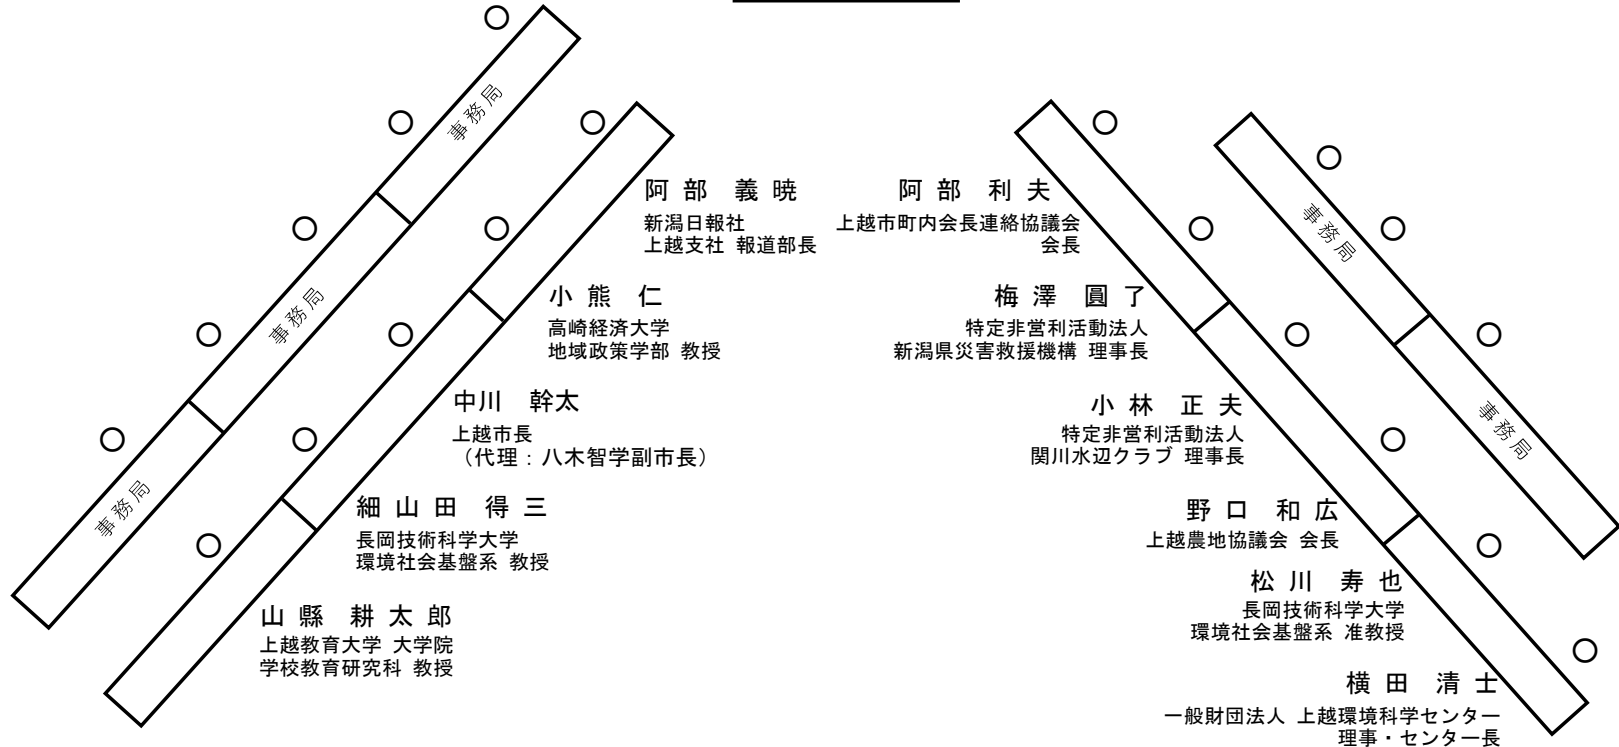 事務局
事務局
事務局
阿部 義暁
新潟日報社
上越支社 報道部長
小熊 仁
高崎経済大学
地域政策学部 教授
中川 幹太
上越市長
（代理：八木智学副市長）
細山田 得三
長岡技術科学大学
環境社会基盤系 教授
山縣 耕太郎
上越教育大学 大学院
学校教育研究科 教授
阿部 利夫
上越市町内会長連絡協議会
会長
梅澤 圓了
特定非営利活動法人
新潟県災害救援機構 理事長
小林 正夫
特定非営利活動法人
関川水辺クラブ 理事長
野口 和広
上越農地協議会 会長
松川 寿也
長岡技術科学大学
環境社会基盤系 准教授
横田 清士
一般財団法人 上越環境科学センター
理事・センター長
事務局
事務局